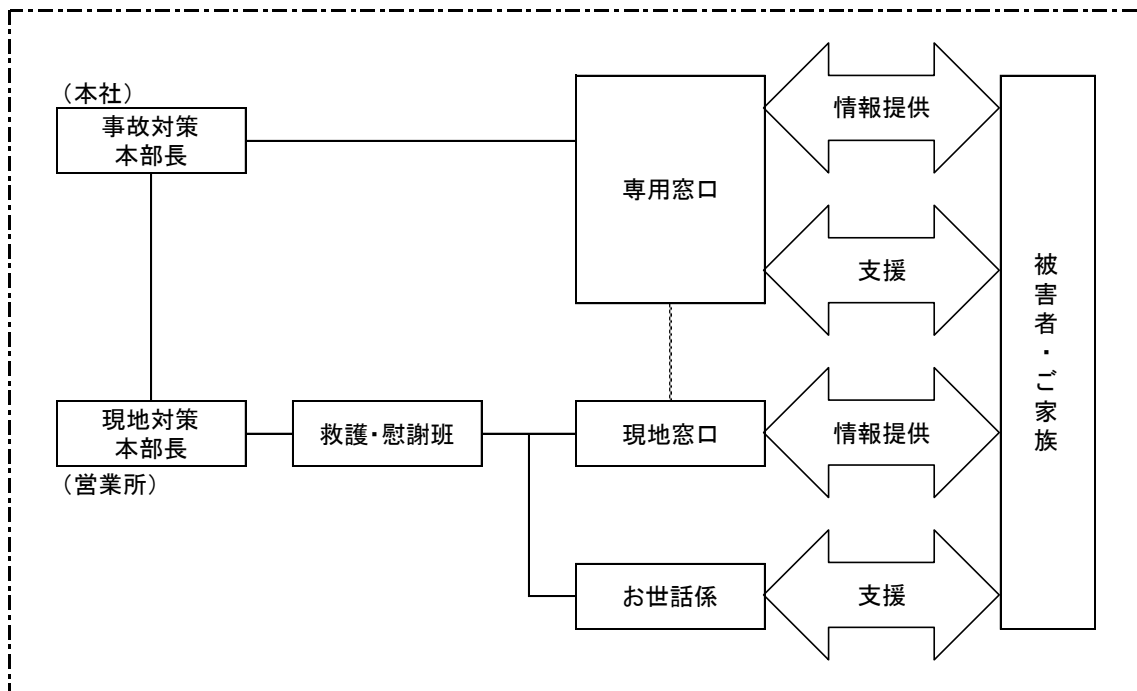 （本社）
事故対策
本部長
専用窓口
情報提供
支援
被害者・ご家族
現地対策
本部長
（営業所）
救護・慰謝班
現地窓口
情報提供
お世話係
支援